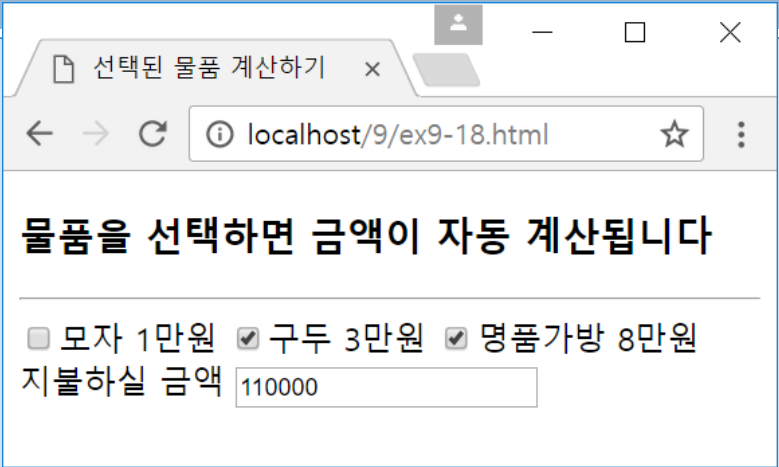 선택된 물품 계산하기
localhost/9/ex9-18.html
물품을 선택하면 금액이 자동 계산됩니다
모자 1만원 구두 3만원 명품가방 8만원
지불하실 금액 110000